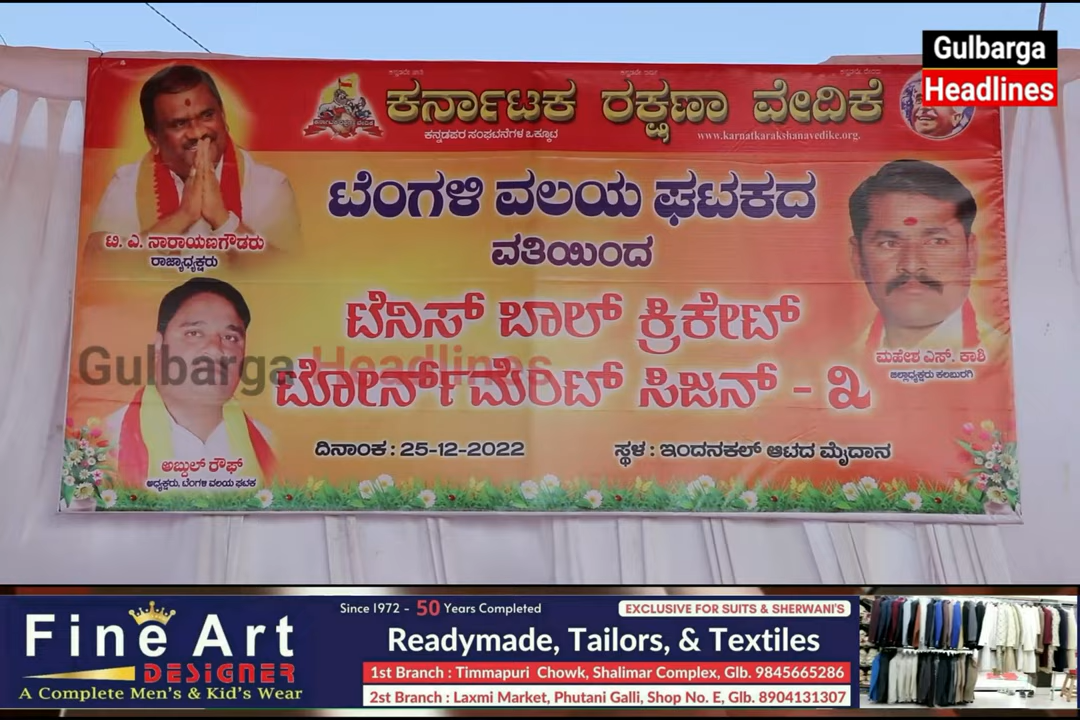 Gulbarga
Headlines
ಕರ್ನಾಟಕ ರಕ್ಷಣಾ ವೇದಿಕೆ
ಕನ್ನಡಪರ ಸಂಘಟನೆಗಳ ಒಕ್ಕೂಟ
www.karnatakarakshanavedike.org.
ಟೆಂಗಳಿ ವಲಯ ಘಟಕದ
ವತಿಯಿಂದ
ಟಿ. ಎ. ನಾರಾಯಣಗೌಡರು
ರಾಜ್ಯಾಧ್ಯಕ್ಷರು
ಟೆನಿಸ್ ಬಾಲ್ ಕ್ರಿಕೇಟ್
ಟೋರ್ನಮೆಂಟ್ ಸಿಜನ್ - ೩
ಮಹೇಶ ಎಸ್. ಕಾಶಿ
ಜಿಲ್ಲಾಧ್ಯಕ್ಷರು ಕಲಬುರಗಿ
Gulbarga Headlines
ದಿನಾಂಕ : 25-12-2022
ಸ್ಥಳ : ಇಂದನಕಲ್ ಆಟದ ಮೈದಾನ
ಅಬ್ದುಲ್ ರೌಫ್
ಅಧ್ಯಕ್ಷರು, ಟೆಂಗಳಿ ವಲಯ ಘಟಕ
Fine Art
DESIGNER
A Complete Men's & Kid's Wear
Since 1972 - 50 Years Completed
EXCLUSIVE FOR SUITS & SHERWANI'S
Readymade, Tailors, & Textiles
1st Branch : Timmapuri Chowk, Shalimar Complex, Glb. 9845665286
2st Branch : Laxmi Market, Phutani Galli, Shop No. E, Glb. 8904131307